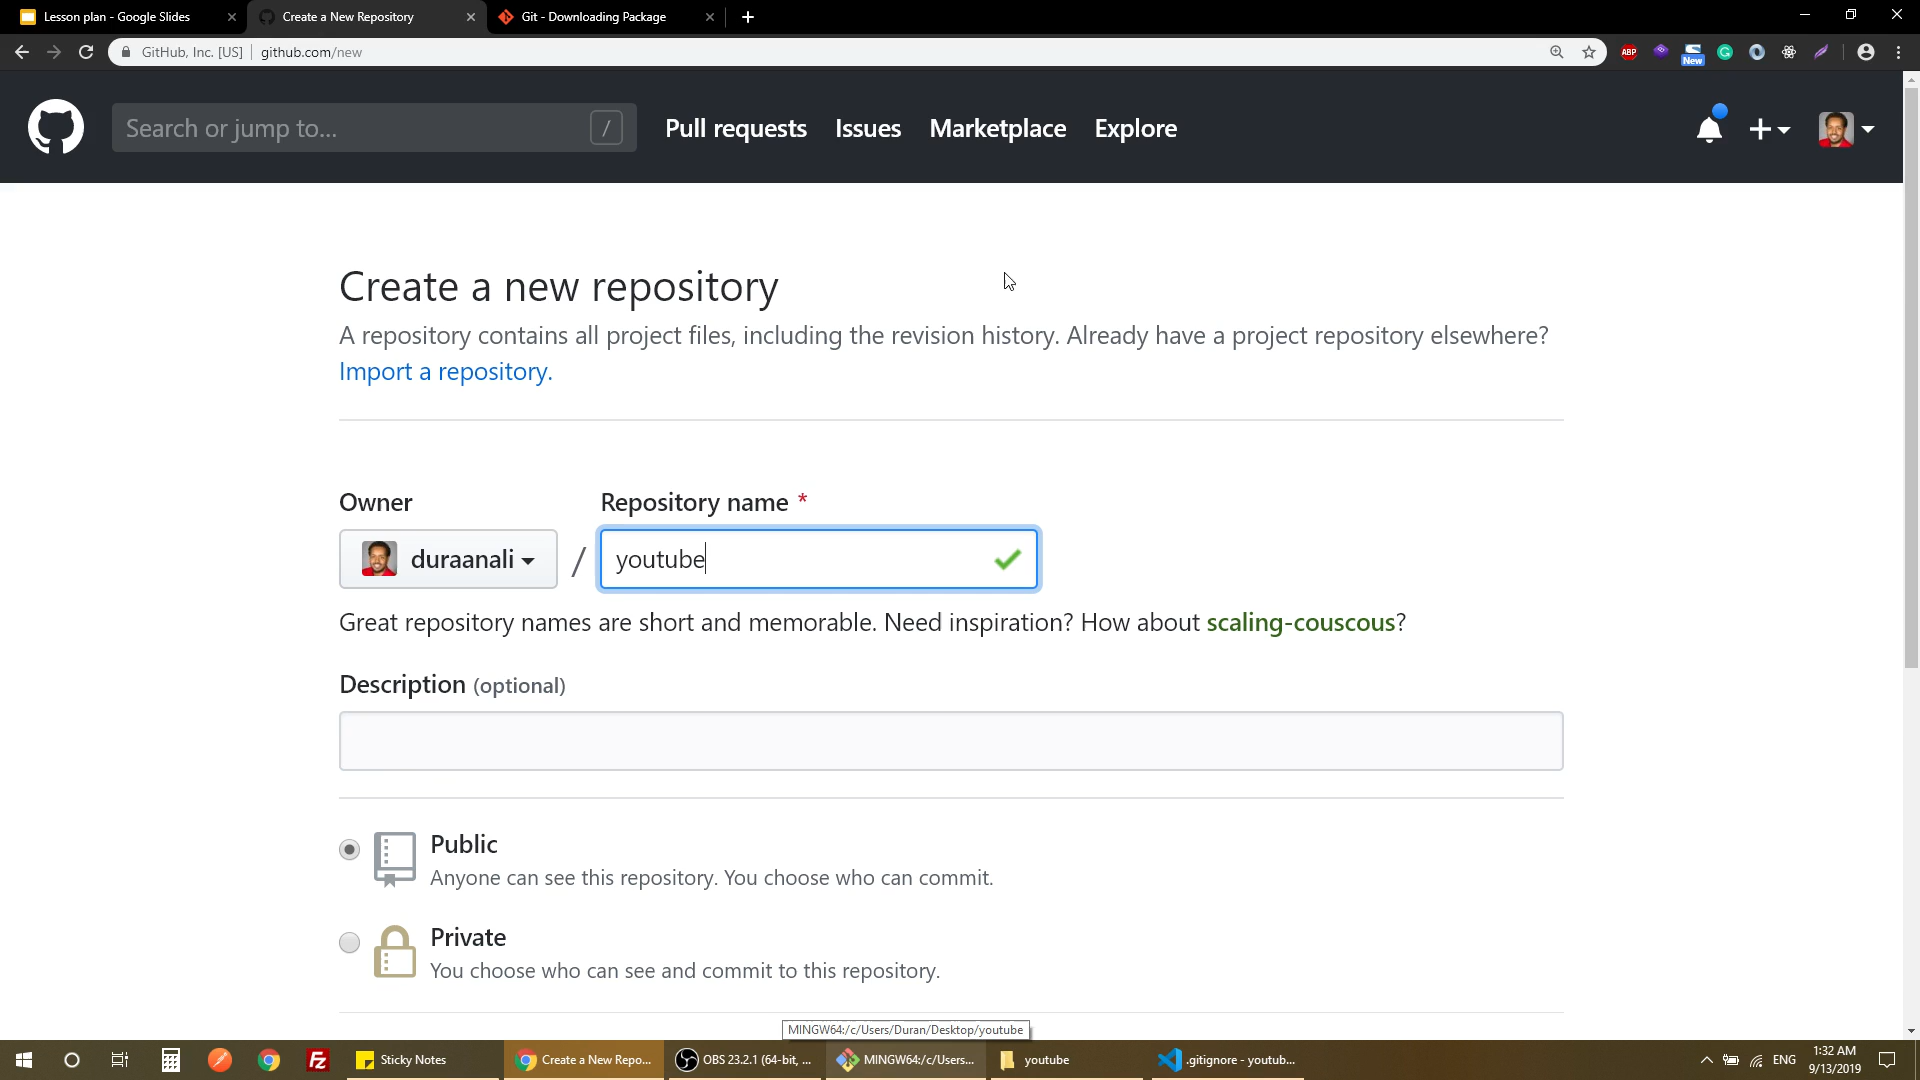 Lesson plan - Google Slides
Create a New Repository
Git - Downloading Package
GitHub, Inc. [US]
github.com/new
ABP
New
Search or jump to...
/
Pull requests
Issues
Marketplace
Explore
Create a new repository
A repository contains all project files, including the revision history. Already have a project repository elsewhere?
Import a repository.
Owner
Repository name *
duraanali
/
youtube
Great repository names are short and memorable. Need inspiration? How about scaling-couscous?
Description (optional)
Public
Anyone can see this repository. You choose who can commit.
Private
You choose who can see and commit to this repository.
MINGW64:/c/Users/Duran/Desktop/youtube
Sticky Notes
Create a New Repo...
OBS 23.2.1 (64-bit, ...
MINGW64:/c/Users...
youtube
.gitignore - youtub...
ENG
1:32 AM
9/13/2019